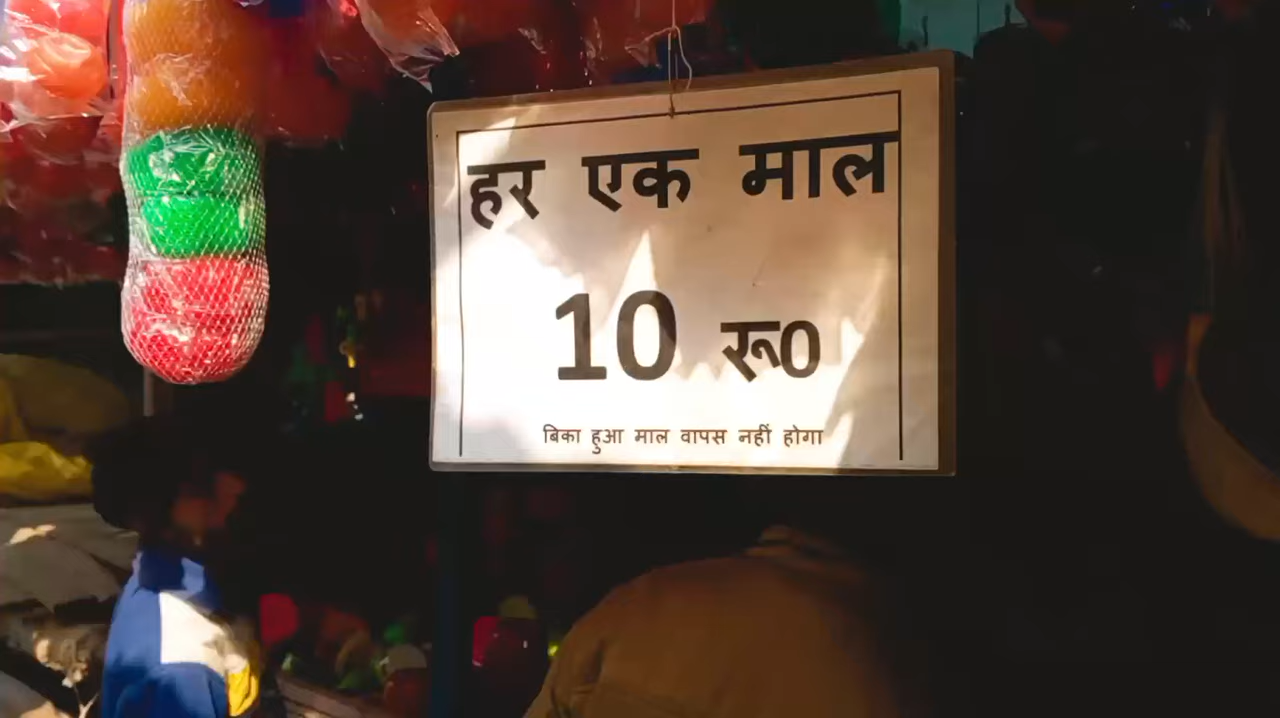 हर एक माल
10 रू0
बिका हुआ माल वापस नहीं होगा